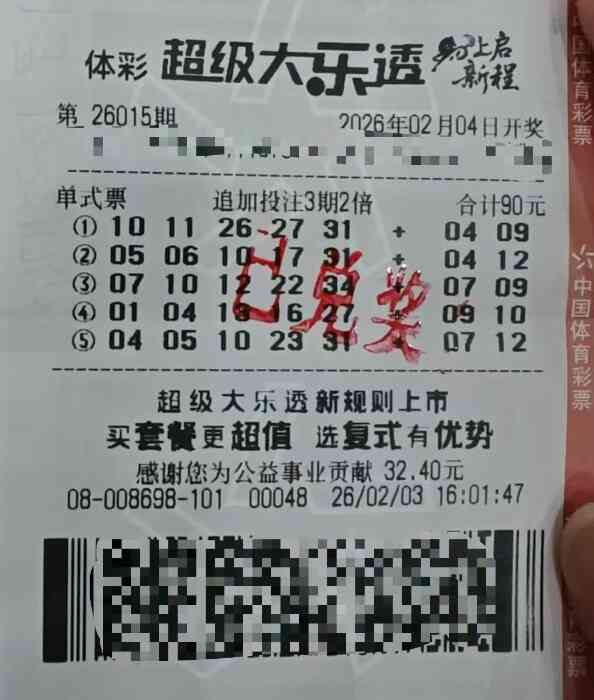 体彩 超级大乐透 即上启新程
第 26015期 2026年02月04日开奖
单式票 追加投注3期2倍 合计90元
① 10 11 26 27 31 + 04 09
② 05 06 10 17 31 + 04 12
③ 07 10 12 22 34 + 07 09
④ 01 04 16 27 + 09 10
⑤ 04 05 10 23 31 + 07 12
已兑奖
超级大乐透新规则上市
买套餐更超值 选复式有优势
感谢您为公益事业贡献 32.40元
08-008698-101 00048 26/02/03 16:01:47
中国体育彩票
中国体育彩票